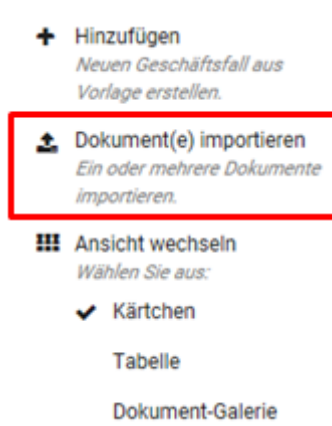 Hinzufügen
Neuen Geschäftsfall aus
Vorlage erstellen.
Dokument(e) importieren
Ein oder mehrere Dokumente
importieren.
Ansicht wechseln
Wählen Sie aus:
Kärtchen
Tabelle
Dokument-Galerie